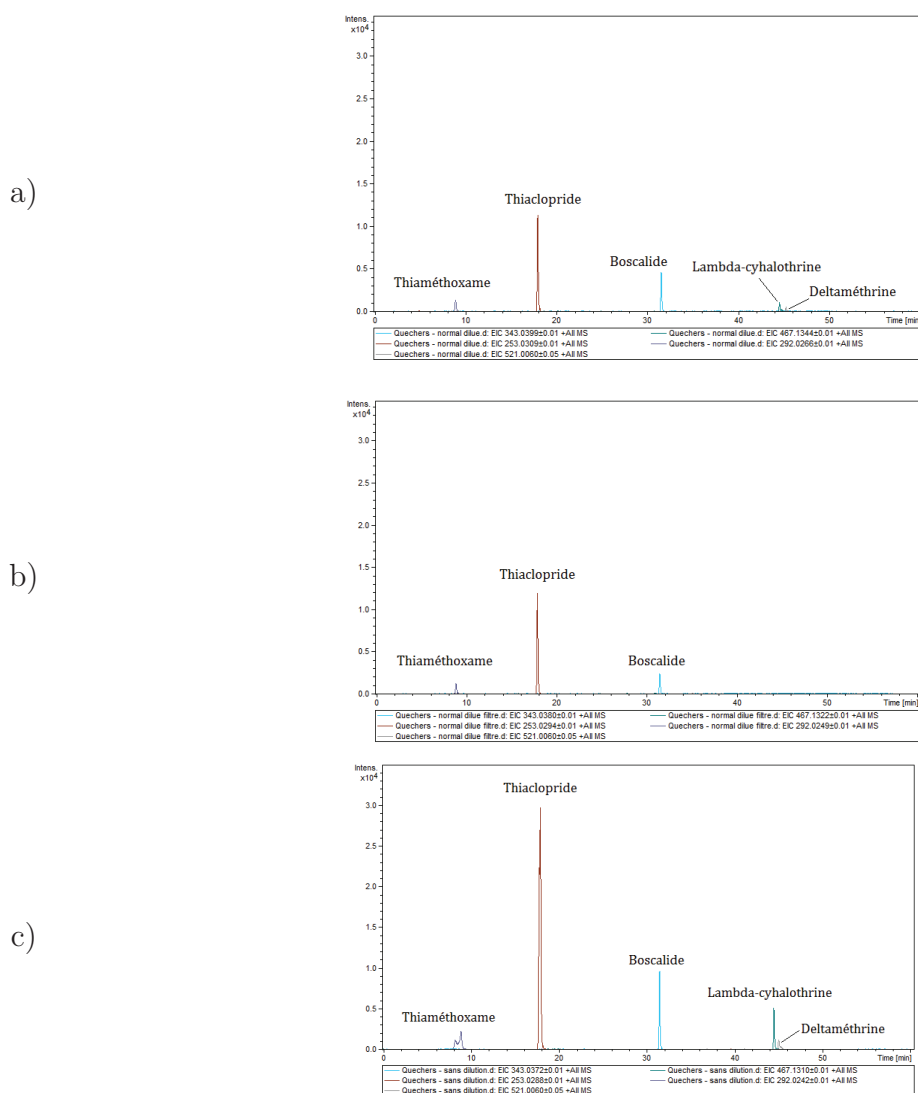 a)
Intens.
x10⁴
3.0
2.5
2.0
1.5
1.0
0.5
0.0
Thiaclopride
Boscalide
Thiaméthoxame
Lambda-cyhalothrine
Deltaméthrine
0 10 20 30 40 50 Time [min]
Quechers - normal dilue.d: EIC 343.0399±0.01 +All MS Quechers - normal dilue.d: EIC 467.1344±0.01 +All MS
Quechers - normal dilue.d: EIC 253.0309±0.01 +All MS Quechers - normal dilue.d: EIC 292.0266±0.01 +All MS
Quechers - normal dilue.d: EIC 521.0060±0.05 +All MS
b)
Intens.
x10⁴
3.0
2.5
2.0
1.5
1.0
0.5
0.0
Thiaclopride
Thiaméthoxame
Boscalide
0 10 20 30 40 50 Time [min]
Quechers - normal dilue filtre.d: EIC 343.0380±0.01 +All MS Quechers - normal dilue filtre.d: EIC 467.1322±0.01 +All MS
Quechers - normal dilue filtre.d: EIC 253.0294±0.01 +All MS Quechers - normal dilue filtre.d: EIC 292.0249±0.01 +All MS
Quechers - normal dilue filtre.d: EIC 521.0060±0.05 +All MS
c)
Intens.
x10⁴
3.0
2.5
2.0
1.5
1.0
0.5
0.0
Thiaclopride
Boscalide
Lambda-cyhalothrine
Thiaméthoxame
Deltaméthrine
0 10 20 30 40 50 Time [min]
Quechers - sans dilution.d: EIC 343.0372±0.01 +All MS Quechers - sans dilution.d: EIC 467.1310±0.01 +All MS
Quechers - sans dilution.d: EIC 253.0288±0.01 +All MS Quechers - sans dilution.d: EIC 292.0242±0.01 +All MS
Quechers - sans dilution.d: EIC 521.0060±0.05 +All MS